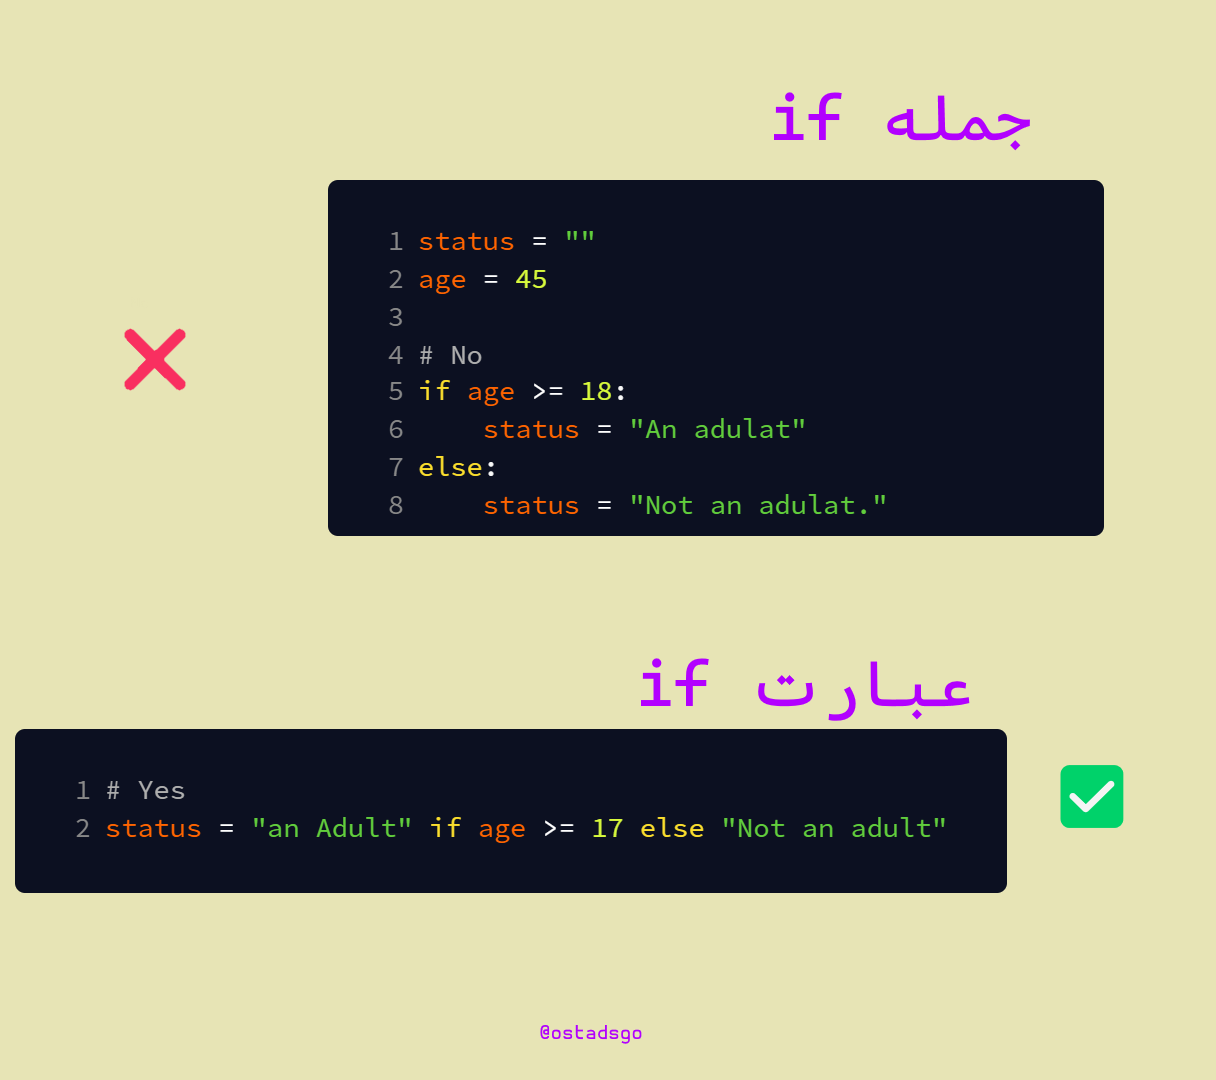 جمله if
1 status = ""
2 age = 45
3
4 # No
5 if age >= 18:
6     status = "An adulat"
7 else:
8     status = "Not an adulat."
عبارت if
1 # Yes
2 status = "an Adult" if age >= 17 else "Not an adult"
@ostadsgo